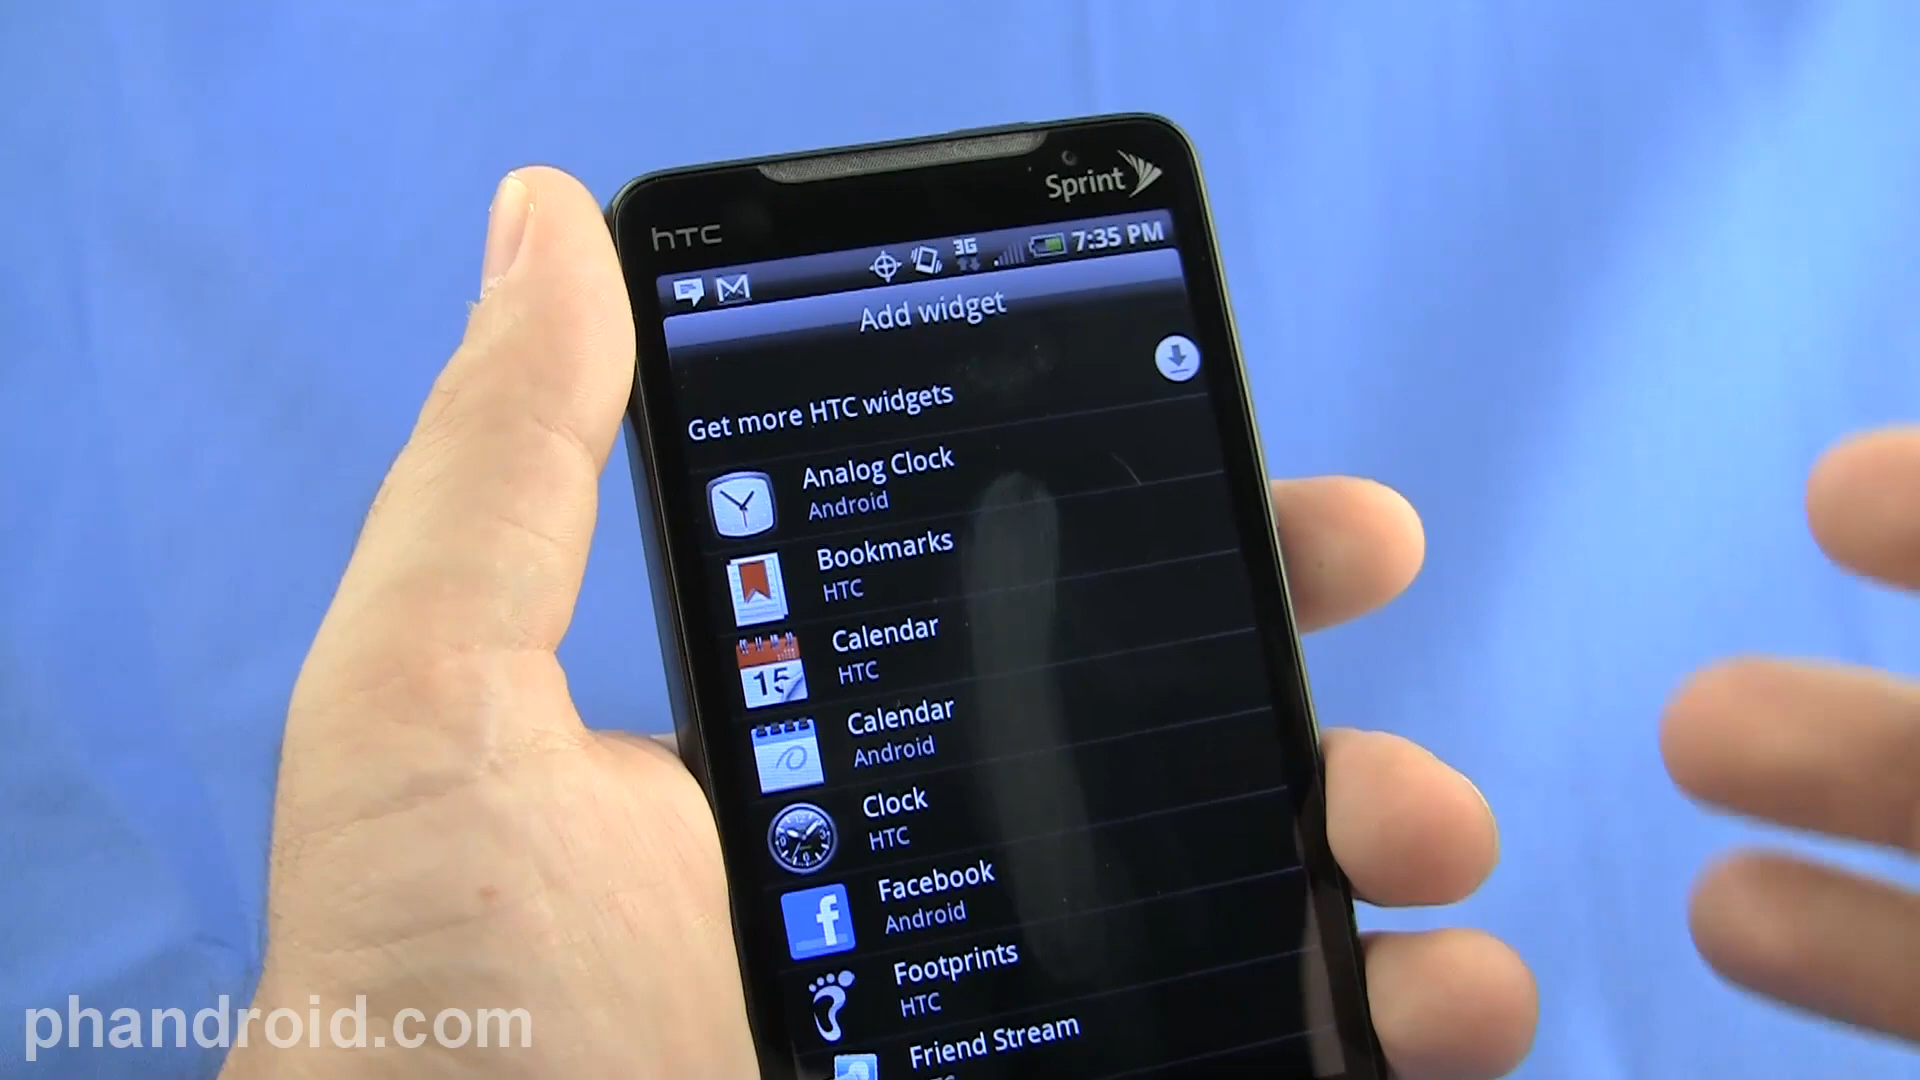 Sprint
hTC
3G
7:35 PM
Add widget
Get more HTC widgets
Analog Clock
Android
Bookmarks
HTC
Calendar
HTC
15
Calendar
Android
Clock
HTC
Facebook
Android
Footprints
HTC
Friend Stream
phandroid.com